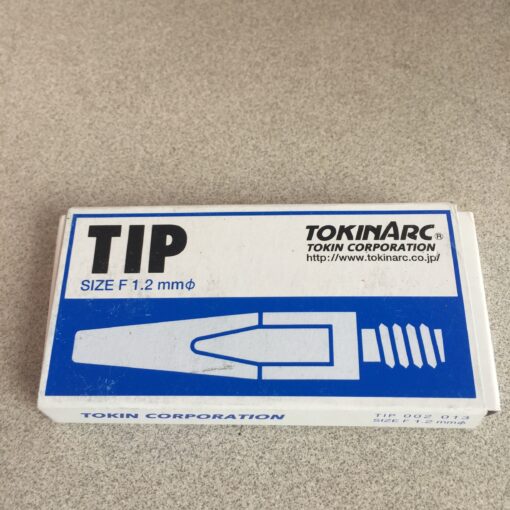 TIP
SIZE F 1.2 mmϕ
TOKINARC®
TOKIN CORPORATION
http://www.tokinarc.co.jp/
TOKIN CORPORATION
TIP 002 013
SIZE F 1.2 mmϕ